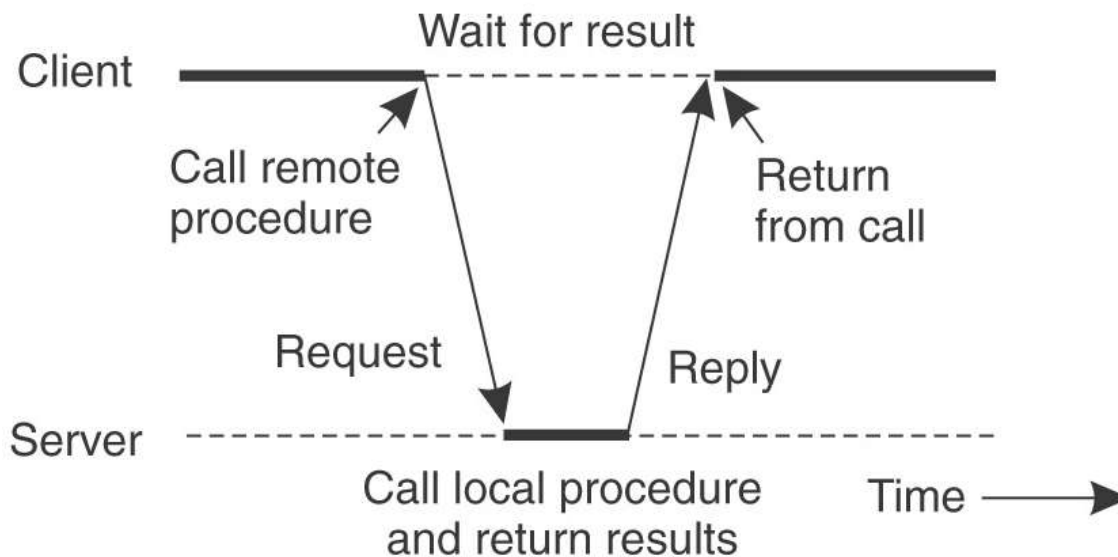 Wait for result
Client
Call remote
procedure
Return
from call
Request
Reply
Server
Call local procedure
and return results
Time